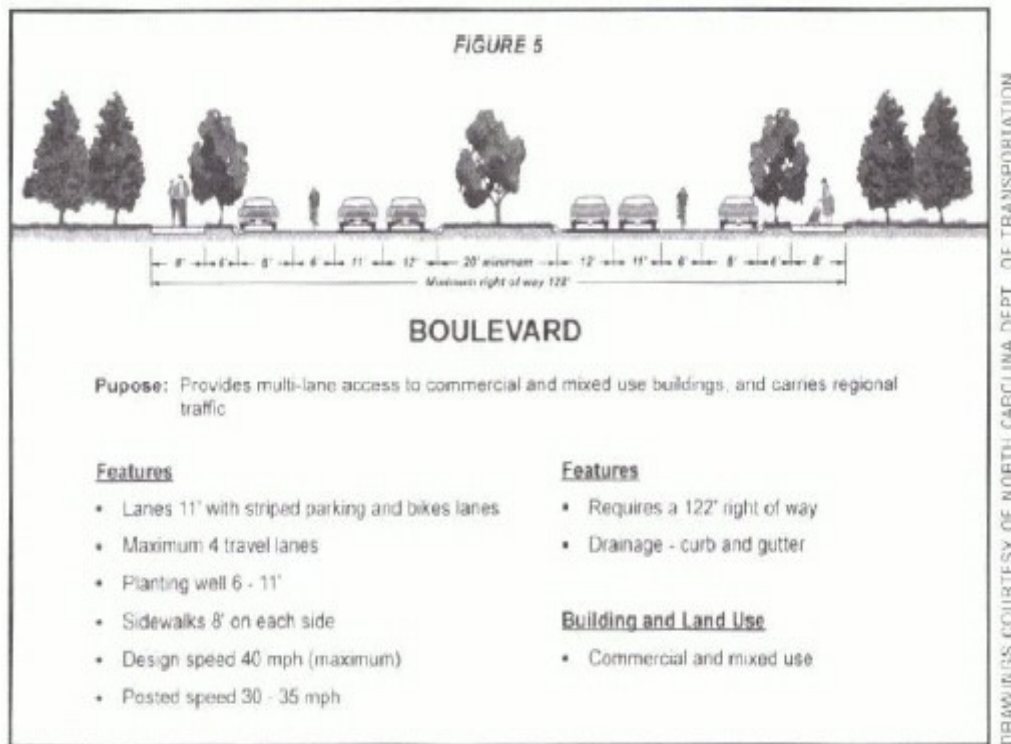 FIGURE 5
8' 6' 8' 6' 11' 12' 20' minimum 12' 11' 6' 8' 6' 8'
Minimum right of way 122'
BOULEVARD
Pupose: Provides multi-lane access to commercial and mixed use buildings, and carries regional
traffic
Features
• Lanes 11' with striped parking and bikes lanes
• Maximum 4 travel lanes
• Planting well 6 - 11'
• Sidewalks 8' on each side
• Design speed 40 mph (maximum)
• Posted speed 30 - 35 mph
Features
• Requires a 122' right of way
• Drainage - curb and gutter
Building and Land Use
• Commercial and mixed use
DRAWINGS COURTESY OF NORTH CAROLINA DEPT. OF TRANSPORTATION